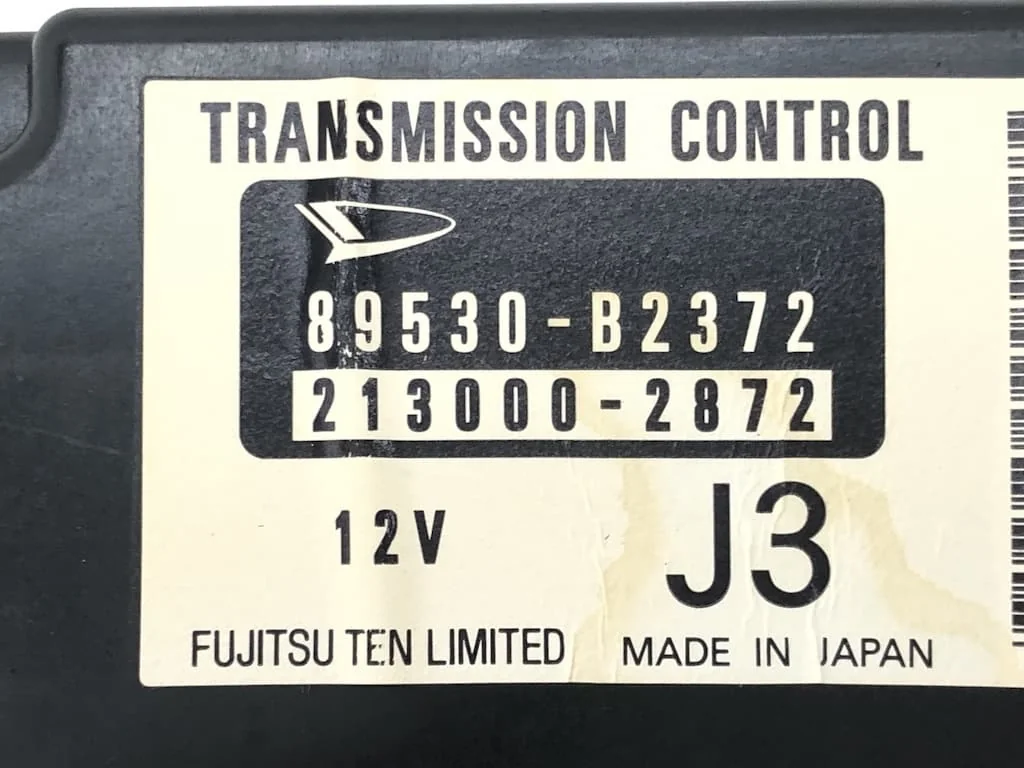 TRANSMISSION CONTROL
89530-B2372
213000-2872
12V
J3
FUJITSU TEN LIMITED
MADE IN JAPAN